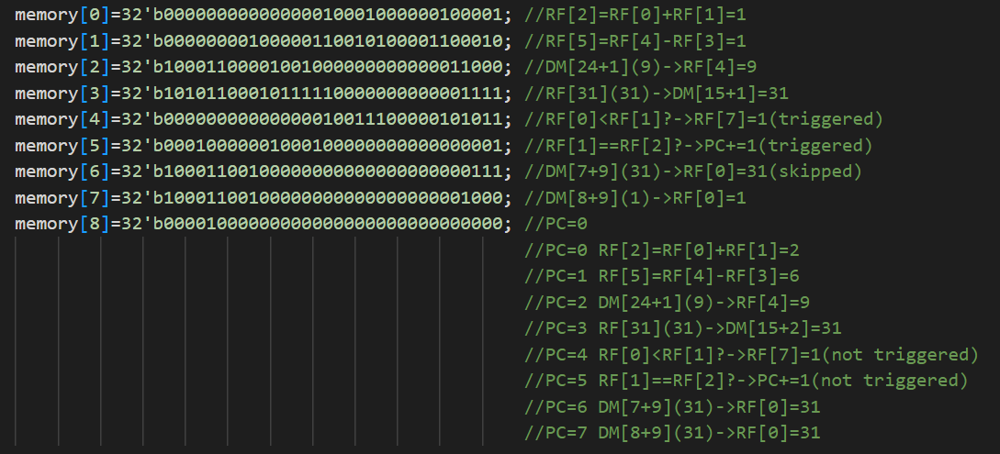 memory[0]=32'b00000000000000010001000000100001; //RF[2]=RF[0]+RF[1]=1
memory[1]=32'b00000000100000110010100001100010; //RF[5]=RF[4]-RF[3]=1
memory[2]=32'b10001100001001000000000000011000; //DM[24+1](9)->RF[4]=9
memory[3]=32'b10101100010111110000000000001111; //RF[31](31)->DM[15+1]=31
memory[4]=32'b00000000000000010011100000101011; //RF[0]<RF[1]?->RF[7]=1(triggered)
memory[5]=32'b00010000001000100000000000000001; //RF[1]==RF[2]?->PC+=1(triggered)
memory[6]=32'b10001100100000000000000000000111; //DM[7+9](31)->RF[0]=31(skipped)
memory[7]=32'b10001100100000000000000000001000; //DM[8+9](1)->RF[0]=1
memory[8]=32'b00001000000000000000000000000000; //PC=0
//PC=0 RF[2]=RF[0]+RF[1]=2
//PC=1 RF[5]=RF[4]-RF[3]=6
//PC=2 DM[24+1](9)->RF[4]=9
//PC=3 RF[31](31)->DM[15+2]=31
//PC=4 RF[0]<RF[1]?->RF[7]=1(not triggered)
//PC=5 RF[1]==RF[2]?->PC+=1(not triggered)
//PC=6 DM[7+9](31)->RF[0]=31
//PC=7 DM[8+9](31)->RF[0]=31